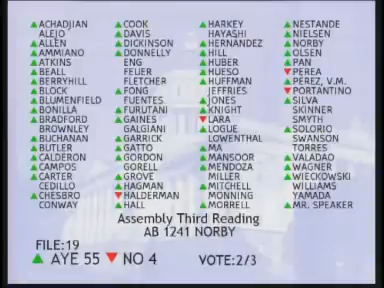 ACHADJIAN COOK HARKEY NESTANDE
ALEJO DAVIS HAYASHI NIELSEN
ALLEN DICKINSON HERNANDEZ NORBY
AMMIANO DONNELLY HILL OLSEN
ATKINS ENG HUBER PAN
BEALL FEUER HUESO PEREA
BERRYHILL FLETCHER HUFFMAN PEREZ, V.M.
BLOCK FONG JEFFRIES PORTANTINO
BLUMENFIELD FUENTES JONES SILVA
BONILLA FURUTANI KNIGHT SKINNER
BRADFORD GAINES LARA SMYTH
BROWNLEY GALGIANI LOGUE SOLORIO
BUCHANAN GARRICK LOWENTHAL SWANSON
BUTLER GATTO MA TORRES
CALDERON GORDON MANSOOR VALADAO
CAMPOS GORELL MENDOZA WAGNER
CARTER GROVE MILLER WIECKOWSKI
CEDILLO HAGMAN MITCHELL WILLIAMS
CHESBRO HALDERMAN MONNING YAMADA
CONWAY HALL MORRELL MR. SPEAKER
Assembly Third Reading
AB 1241 NORBY
FILE:19
AYE 55 NO 4 VOTE:2/3